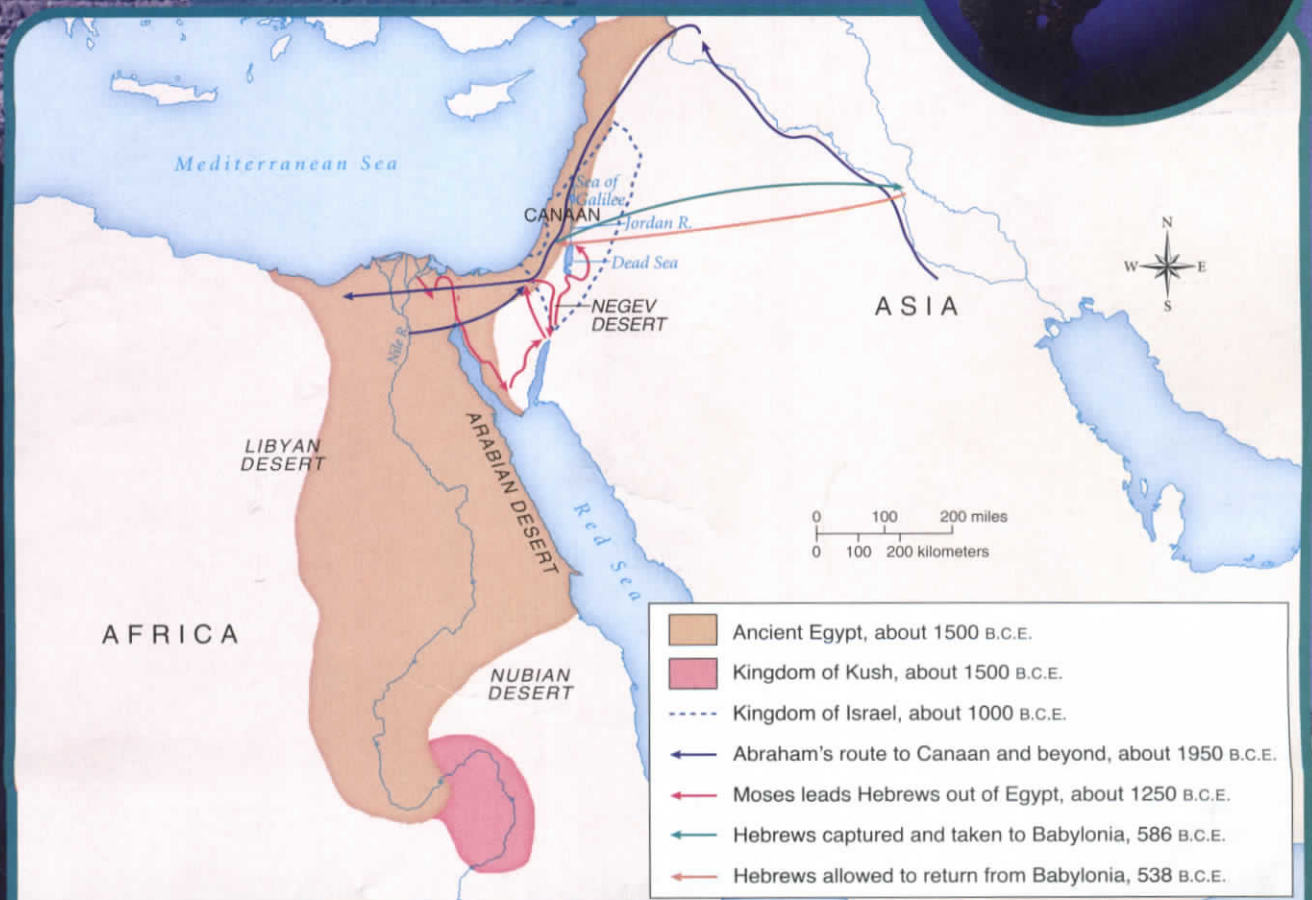 Mediterranean Sea
Sea of
Galilee
CANAAN
Jordan R.
Dead Sea
NEGEV
DESERT
Nile R.
ASIA
N
W
E
S
LIBYAN
DESERT
ARABIAN DESERT
Red Sea
0 100 200 miles
0 100 200 kilometers
AFRICA
NUBIAN
DESERT
Ancient Egypt, about 1500 B.C.E.
Kingdom of Kush, about 1500 B.C.E.
Kingdom of Israel, about 1000 B.C.E.
Abraham's route to Canaan and beyond, about 1950 B.C.E.
Moses leads Hebrews out of Egypt, about 1250 B.C.E.
Hebrews captured and taken to Babylonia, 586 B.C.E.
Hebrews allowed to return from Babylonia, 538 B.C.E.